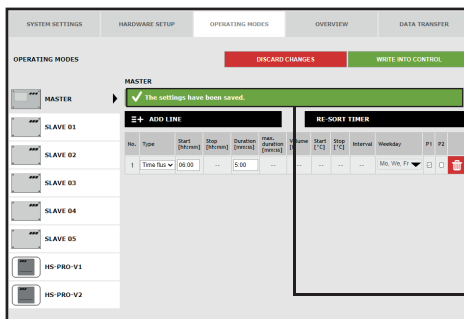 SYSTEM SETTINGS HARDWARE SETUP OPERATING MODES OVERVIEW DATA TRANSFER
OPERATING MODES DISCARD CHANGES WRITE INTO CONTROL
MASTER
The settings have been saved.
ADD LINE RE-SORT TIMER
No. Type Start [hh:mm] Stop [hh:mm] Duration [mm:ss] max. duration [mm:ss] Start [°C] Stop [°C] Interval Weekday P1 P2
1 Time flus 06:00 -- 5:00 -- -- -- -- -- Mo, We, Fr
MASTER
SLAVE 01
SLAVE 02
SLAVE 03
SLAVE 04
SLAVE 05
HS-PRO-V1
HS-PRO-V2